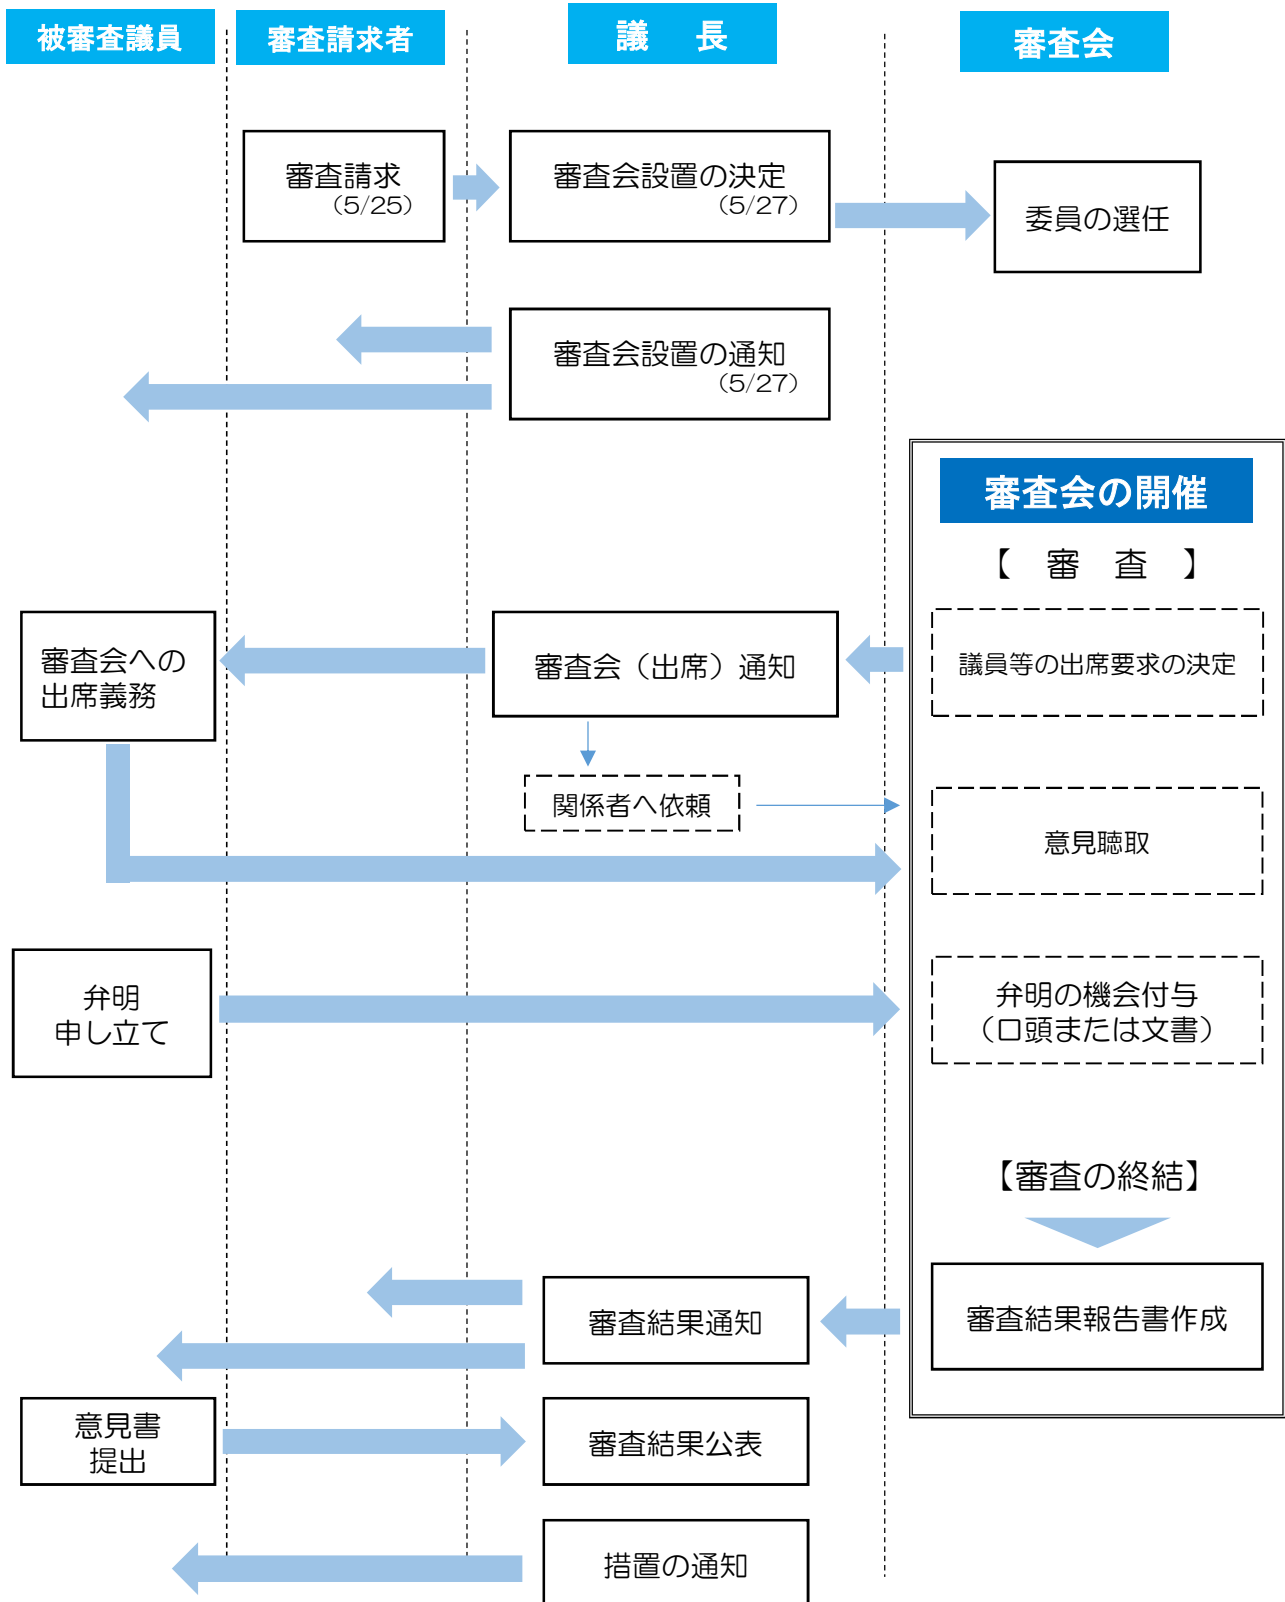 被審査議員
審査請求者
議　長
審査会
審査請求
（5/25）
審査会設置の決定
（5/27）
委員の選任
審査会設置の通知
（5/27）
審査会の開催
【　審　査　】
審査会への
出席義務
審査会（出席）通知
議員等の出席要求の決定
関係者へ依頼
意見聴取
弁明
申し立て
弁明の機会付与
（口頭または文書）
【審査の終結】
審査結果通知
審査結果報告書作成
意見書
提出
審査結果公表
措置の通知